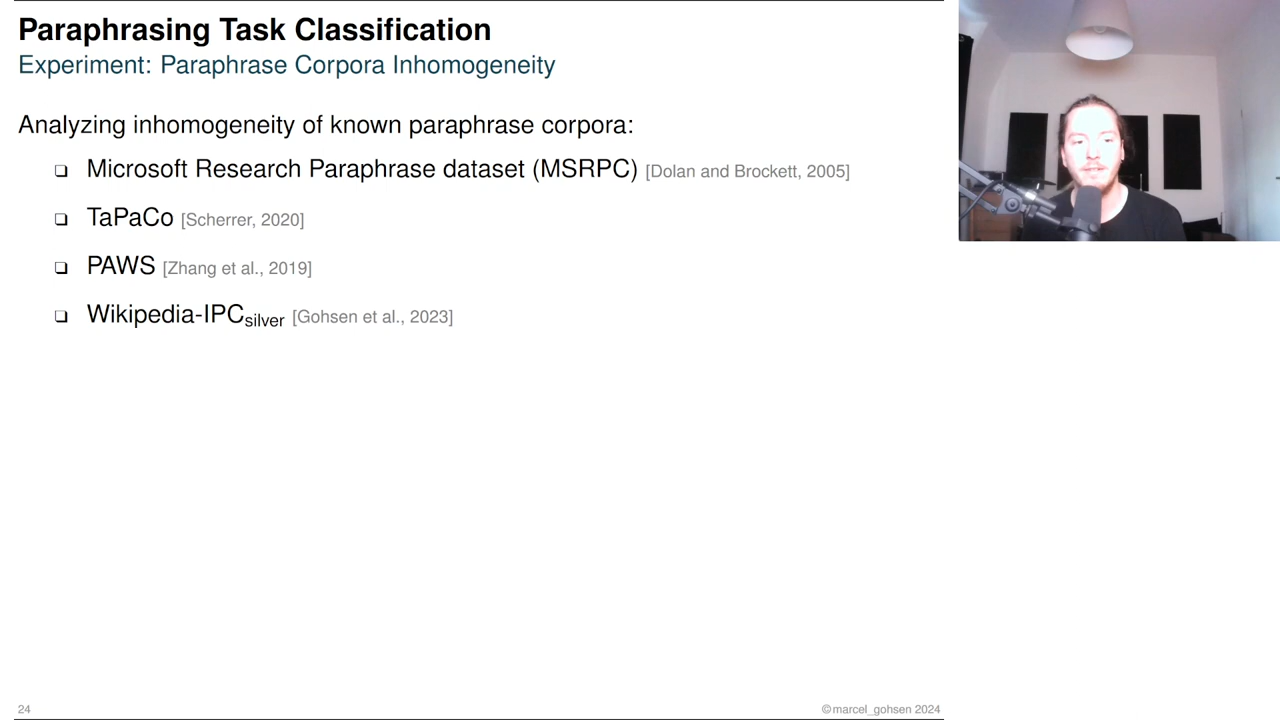 Paraphrasing Task Classification
Experiment: Paraphrase Corpora Inhomogeneity
Analyzing inhomogeneity of known paraphrase corpora:
❏ Microsoft Research Paraphrase dataset (MSRPC) [Dolan and Brockett, 2005]
❏ TaPaCo [Scherrer, 2020]
❏ PAWS [Zhang et al., 2019]
❏ Wikipedia-IPCsilver [Gohsen et al., 2023]
24 ©marcel_gohsen 2024